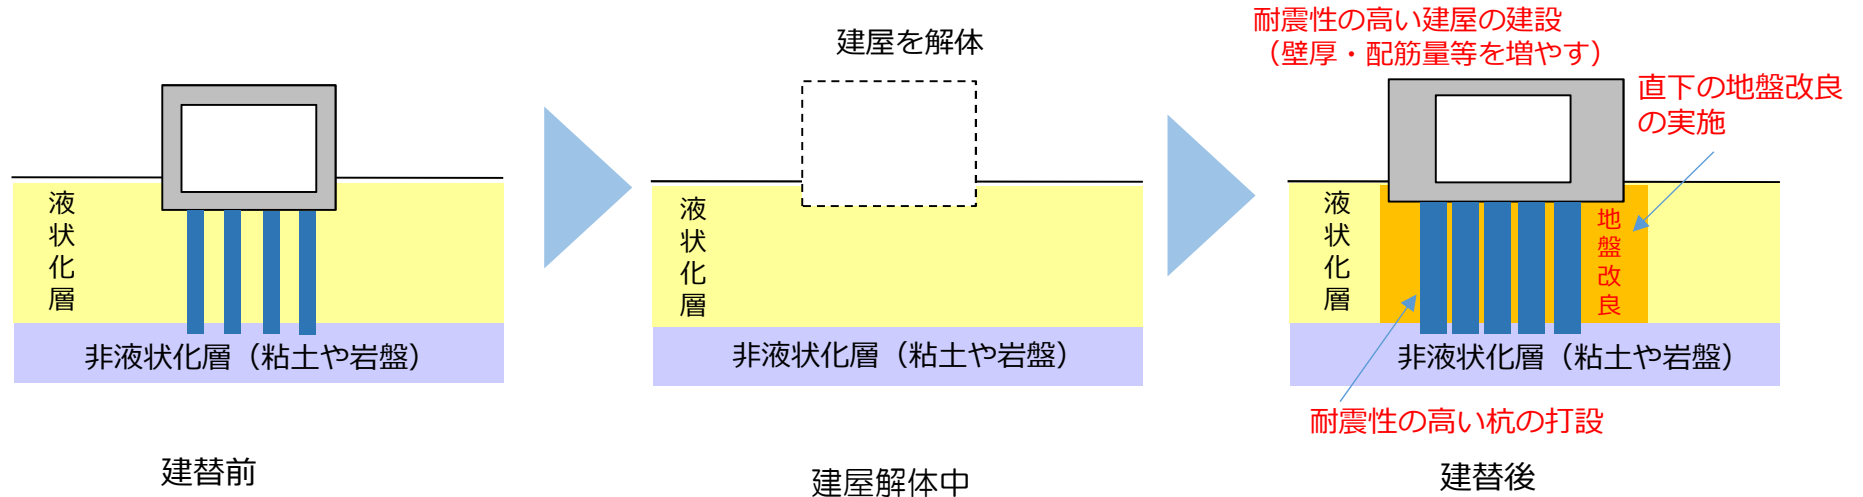 液状化層
非液状化層（粘土や岩盤）
建替前
建屋を解体
液状化層
非液状化層（粘土や岩盤）
建屋解体中
耐震性の高い建屋の建設
（壁厚・配筋量等を増やす）
直下の地盤改良
の実施
液状化層
地盤改良
非液状化層（粘土や岩盤）
耐震性の高い杭の打設
建替後